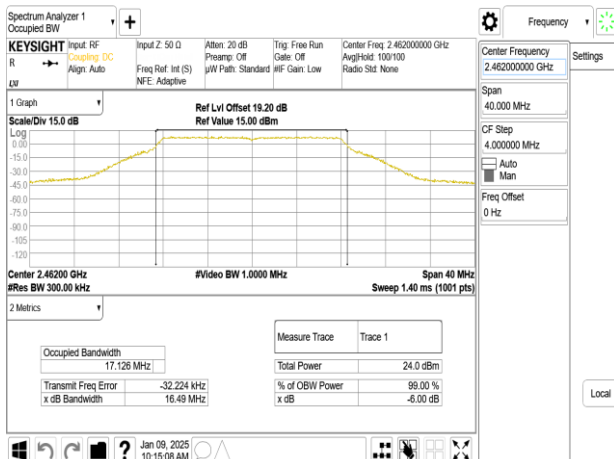 Spectrum Analyzer 1
Occupied BW
Frequency
KEYSIGHT
R
Input: RF
Coupling: DC
Align: Auto
Input Z: 50 Ω
Freq Ref: Int (S)
NFE: Adaptive
Atten: 20 dB
Preamp: Off
µW Path: Standard
Trig: Free Run
Gate: Off
#IF Gain: Low
Center Freq: 2.462000000 GHz
Avg|Hold: 100/100
Radio Std: None
Center Frequency
2.462000000 GHz
Settings
Span
40.000 MHz
CF Step
4.000000 MHz
Auto
Man
Freq Offset
0 Hz
Local
1 Graph
Scale/Div 15.0 dB
Ref Lvl Offset 19.20 dB
Ref Value 15.00 dBm
Log
0.00
-15.0
-30.0
-45.0
-60.0
-75.0
-90.0
-105
-120
Center 2.46200 GHz
#Video BW 1.0000 MHz
Span 40 MHz
#Res BW 300.00 kHz
Sweep 1.40 ms (1001 pts)
2 Metrics
Measure Trace Trace 1
Occupied Bandwidth
17.126 MHz
Total Power 24.0 dBm
Transmit Freq Error -32.224 kHz
% of OBW Power 99.00 %
x dB Bandwidth 16.49 MHz
x dB -6.00 dB
?
Jan 09, 2025
10:15:08 AM